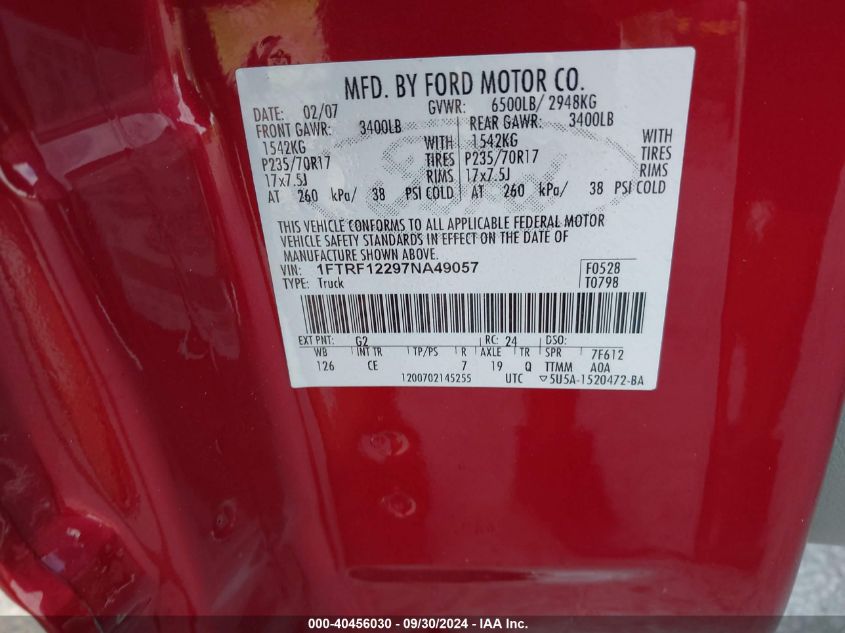 MFD. BY FORD MOTOR CO.
DATE: 02/07 GVWR: 6500LB/ 2948KG
FRONT GAWR: 3400LB REAR GAWR: 3400LB
1542KG WITH 1542KG WITH
P235/70R17 TIRES P235/70R17 TIRES
17x7.5J RIMS 17x7.5J RIMS
AT 260 kPa/ 38 PSI COLD AT 260 kPa/ 38 PSI COLD
THIS VEHICLE CONFORMS TO ALL APPLICABLE FEDERAL MOTOR
VEHICLE SAFETY STANDARDS IN EFFECT ON THE DATE OF
MANUFACTURE SHOWN ABOVE.
VIN: 1FTRF12297NA49057 F0528
TYPE: Truck T0798
EXT PNT: G2 RC: 24 DSO:
WB INT TR TP/PS R AXLE TR SPR 7F612
126 CE 7 19 Q TTMM A0A
1200702145255 UTC ▽5U5A-1520472-BA
000-40456030 - 09/30/2024 - IAA Inc.